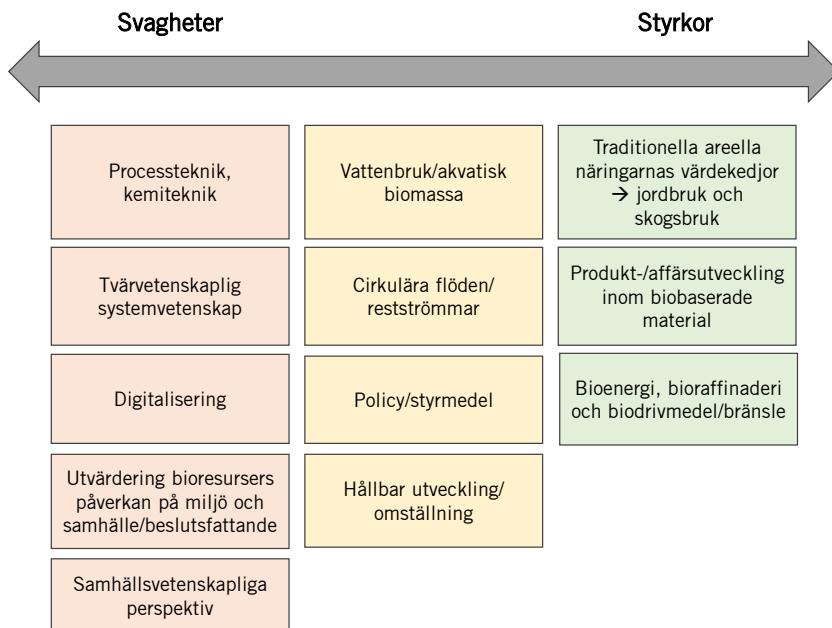 Svagheter
Styrkor
Processteknik,
kemiteknik
Vattenbruk/akvatisk
biomassa
Traditionella areella
näringarnas värdekedjor
→ jordbruk och
skogsbruk
Tvärvetenskaplig
systemvetenskap
Cirkulära flöden/
restströmmar
Produkt-/affärsutveckling
inom biobaserade
material
Digitalisering
Policy/styrmedel
Bioenergi, bioraffinaderi
och biodrivmedel/bränsle
Utvärdering bioresursers
påverkan på miljö och
samhälle/beslutsfattande
Hållbar utveckling/
omställning
Samhällsvetenskapliga
perspektiv